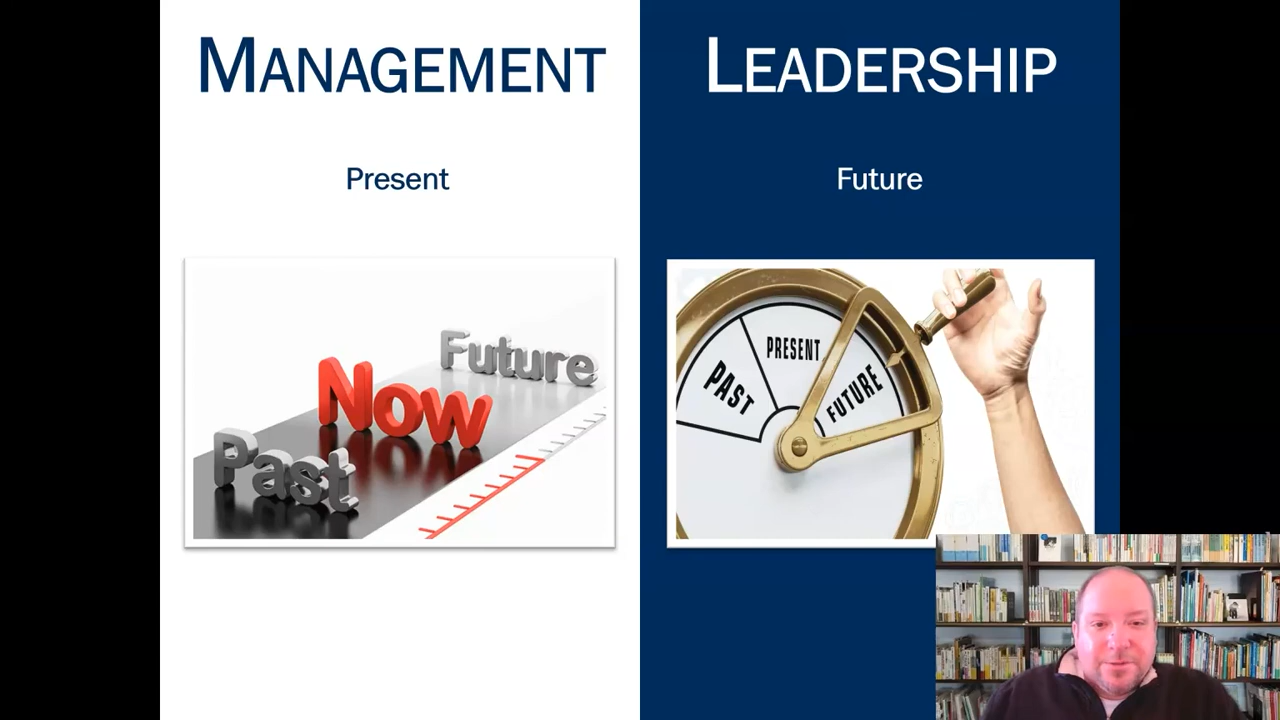 MANAGEMENT
Present
Past
Now
Future
LEADERSHIP
Future
PAST
PRESENT
FUTURE